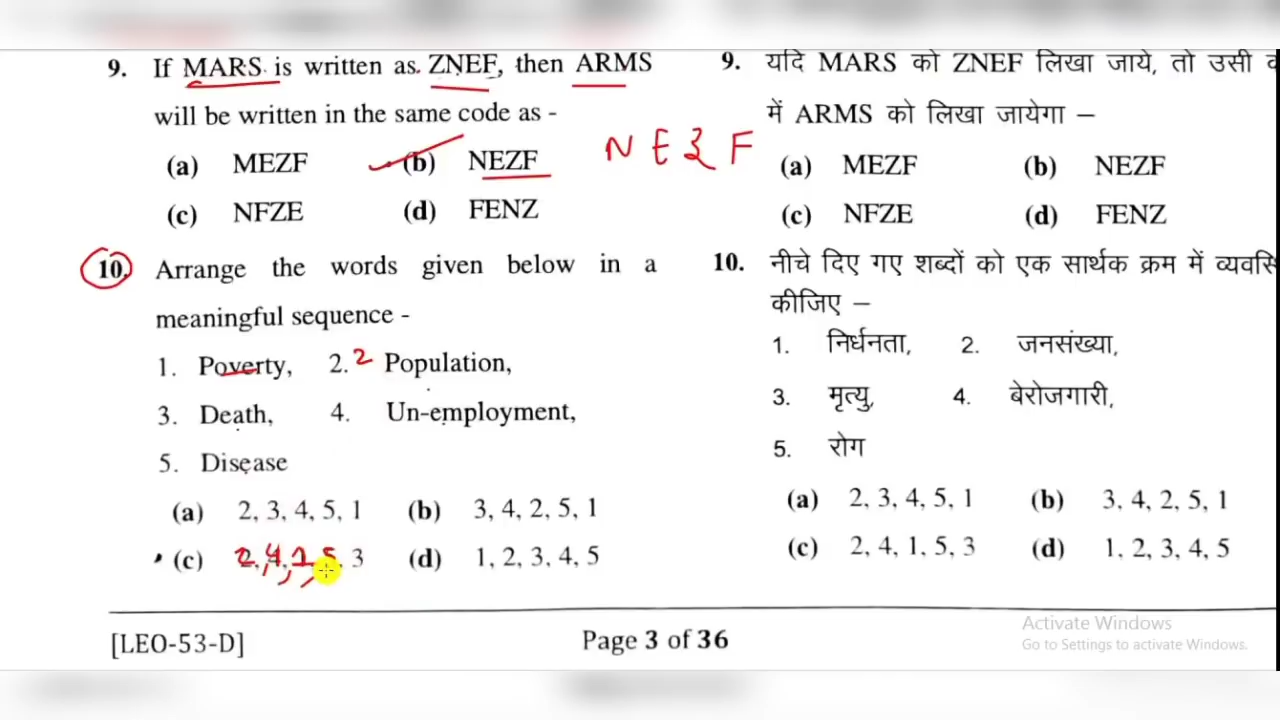 9. If MARS is written as ZNEF, then ARMS
will be written in the same code as -
(a) MEZF (b) NEZF
(c) NFZE (d) FENZ
N E Z F
10. Arrange the words given below in a
meaningful sequence -
1. Poverty, 2. 2 Population,
3. Death, 4. Un-employment,
5. Disease
(a) 2, 3, 4, 5, 1 (b) 3, 4, 2, 5, 1
(c) 2, 4, 1, 5, 3 (d) 1, 2, 3, 4, 5
9. यदि MARS को ZNEF लिखा जाये, तो उसी
में ARMS को लिखा जायेगा –
(a) MEZF (b) NEZF
(c) NFZE (d) FENZ
10. नीचे दिए गए शब्दों को एक सार्थक क्रम में व्यवसि
कीजिए –
1. निर्धनता, 2. जनसंख्या,
3. मृत्यु, 4. बेरोजगारी,
5. रोग
(a) 2, 3, 4, 5, 1 (b) 3, 4, 2, 5, 1
(c) 2, 4, 1, 5, 3 (d) 1, 2, 3, 4, 5
[LEO-53-D] Page 3 of 36
Activate Windows
Go to Settings to activate Windows.